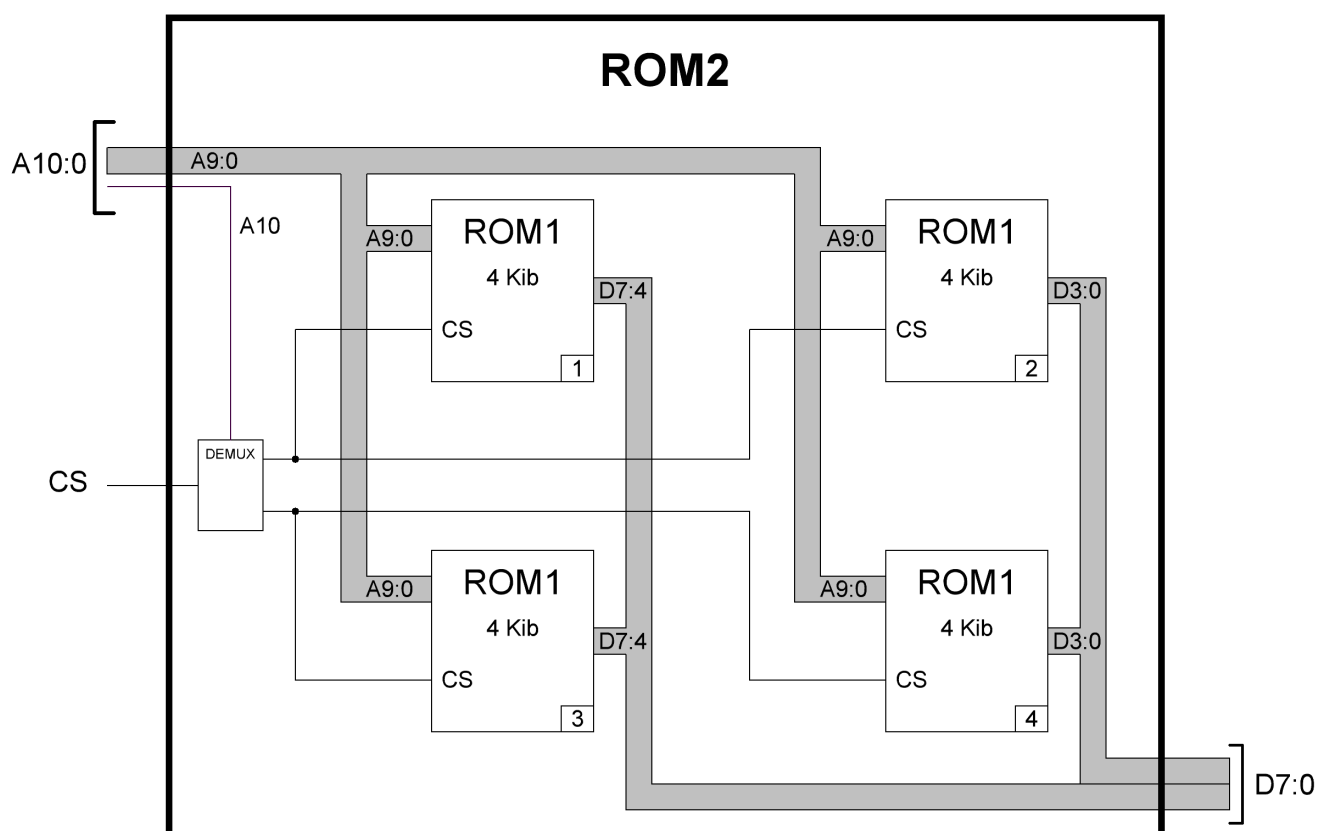 ROM2
A10:0
A9:0
A10
A9:0
ROM1
4 Kib
D7:4
CS
1
A9:0
ROM1
4 Kib
D3:0
CS
2
DEMUX
CS
A9:0
ROM1
4 Kib
D7:4
CS
3
A9:0
ROM1
4 Kib
D3:0
CS
4
D7:0